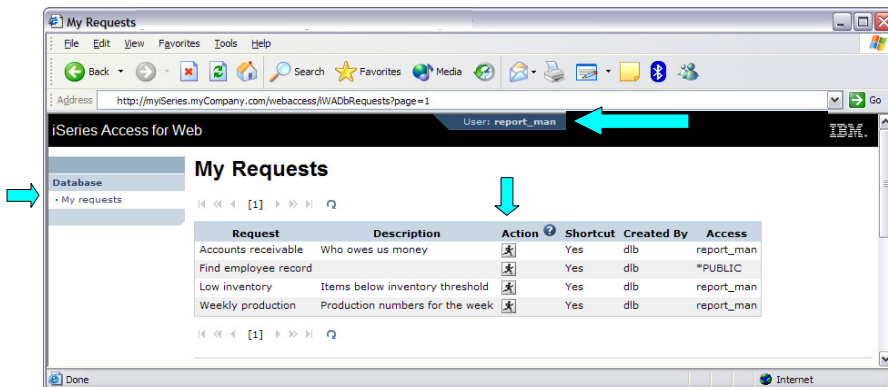 My Requests
File Edit View Favorites Tools Help
Back Search Favorites Media
Address http://myiSeries.myCompany.com/webaccess/iWADbRequests?page=1 Go
User: report_man
iSeries Access for Web IBM.
My Requests
Database
• My requests
[1]
Request Description Action ? Shortcut Created By Access
Accounts receivable Who owes us money Yes dlb report_man
Find employee record Yes dlb *PUBLIC
Low inventory Items below inventory threshold Yes dlb report_man
Weekly production Production numbers for the week Yes dlb report_man
[1]
Done Internet